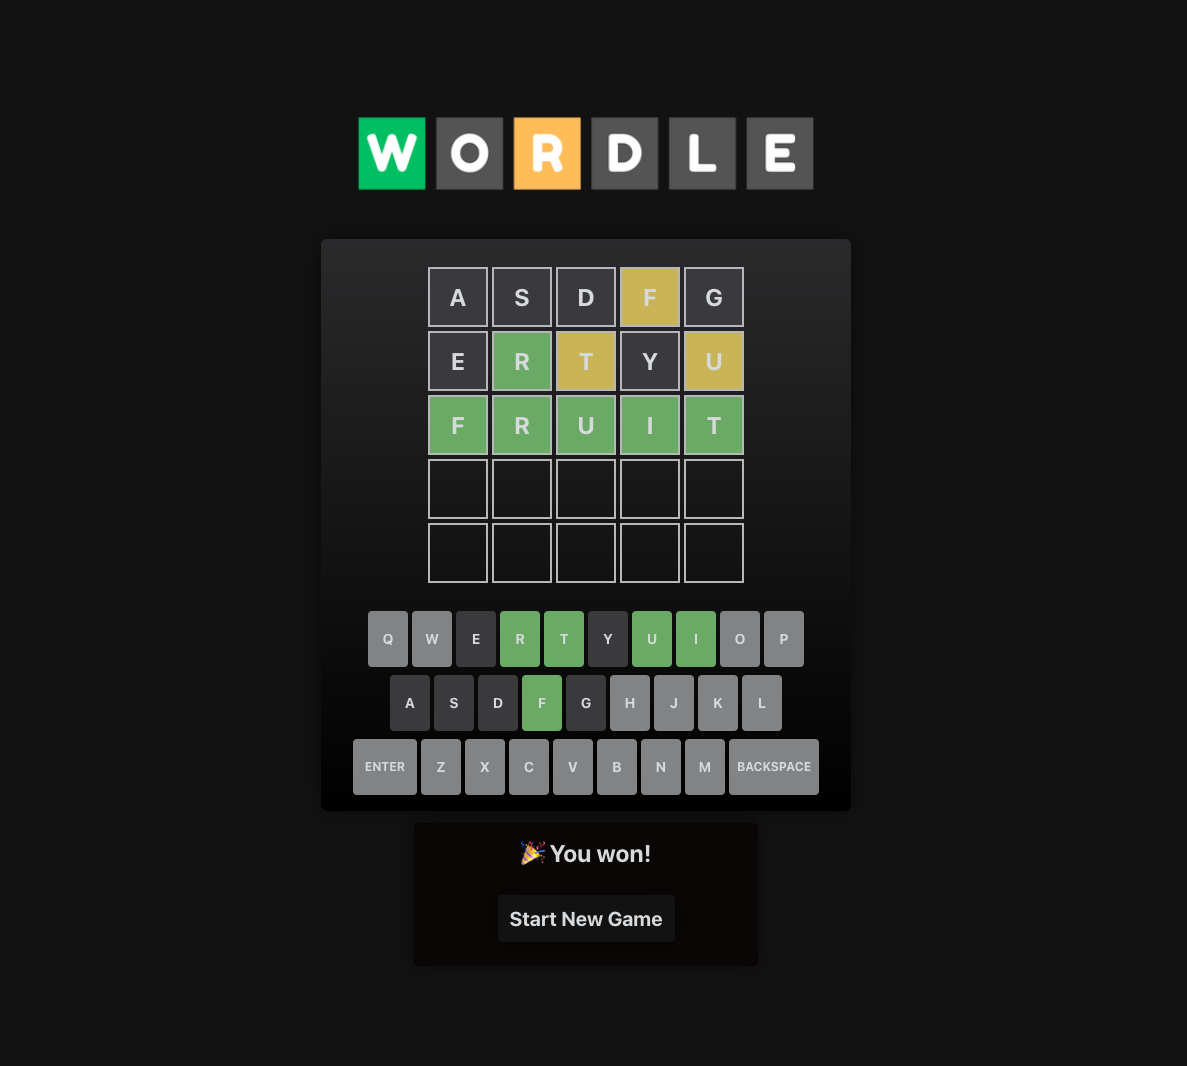 WORDLE
A S D F G
E R T Y U
F R U I T
Q W E R T Y U I O P
A S D F G H J K L
ENTER Z X C V B N M BACKSPACE
🎉 You won!
Start New Game